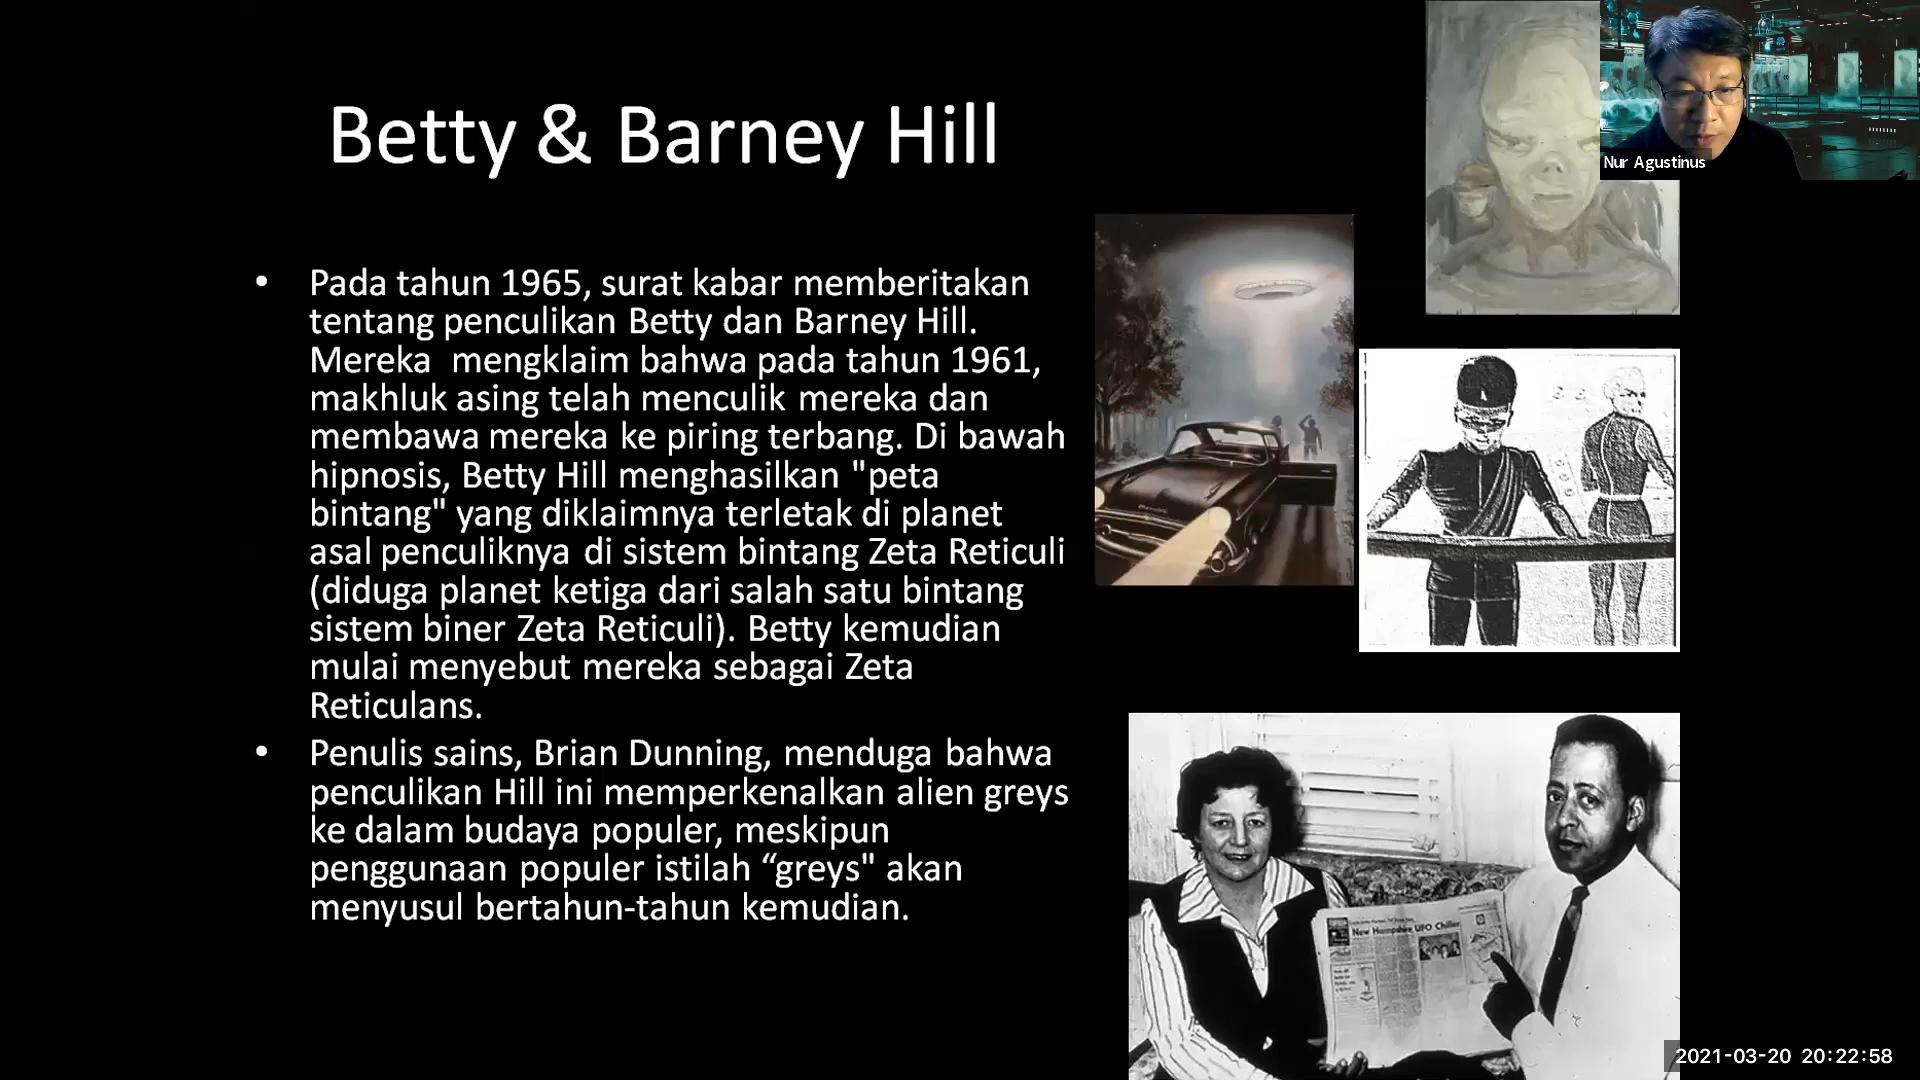 Betty & Barney Hill
Nur Agustinus
• Pada tahun 1965, surat kabar memberitakan
tentang penculikan Betty dan Barney Hill.
Mereka mengklaim bahwa pada tahun 1961,
makhluk asing telah menculik mereka dan
membawa mereka ke piring terbang. Di bawah
hipnosis, Betty Hill menghasilkan "peta
bintang" yang diklaimnya terletak di planet
asal penculiknya di sistem bintang Zeta Reticuli
(diduga planet ketiga dari salah satu bintang
sistem biner Zeta Reticuli). Betty kemudian
mulai menyebut mereka sebagai Zeta
Reticulans.
• Penulis sains, Brian Dunning, menduga bahwa
penculikan Hill ini memperkenalkan alien greys
ke dalam budaya populer, meskipun
penggunaan populer istilah “greys" akan
menyusul bertahun-tahun kemudian.
New Hampshire UFO Chiller
2021-03-20 20:22:58